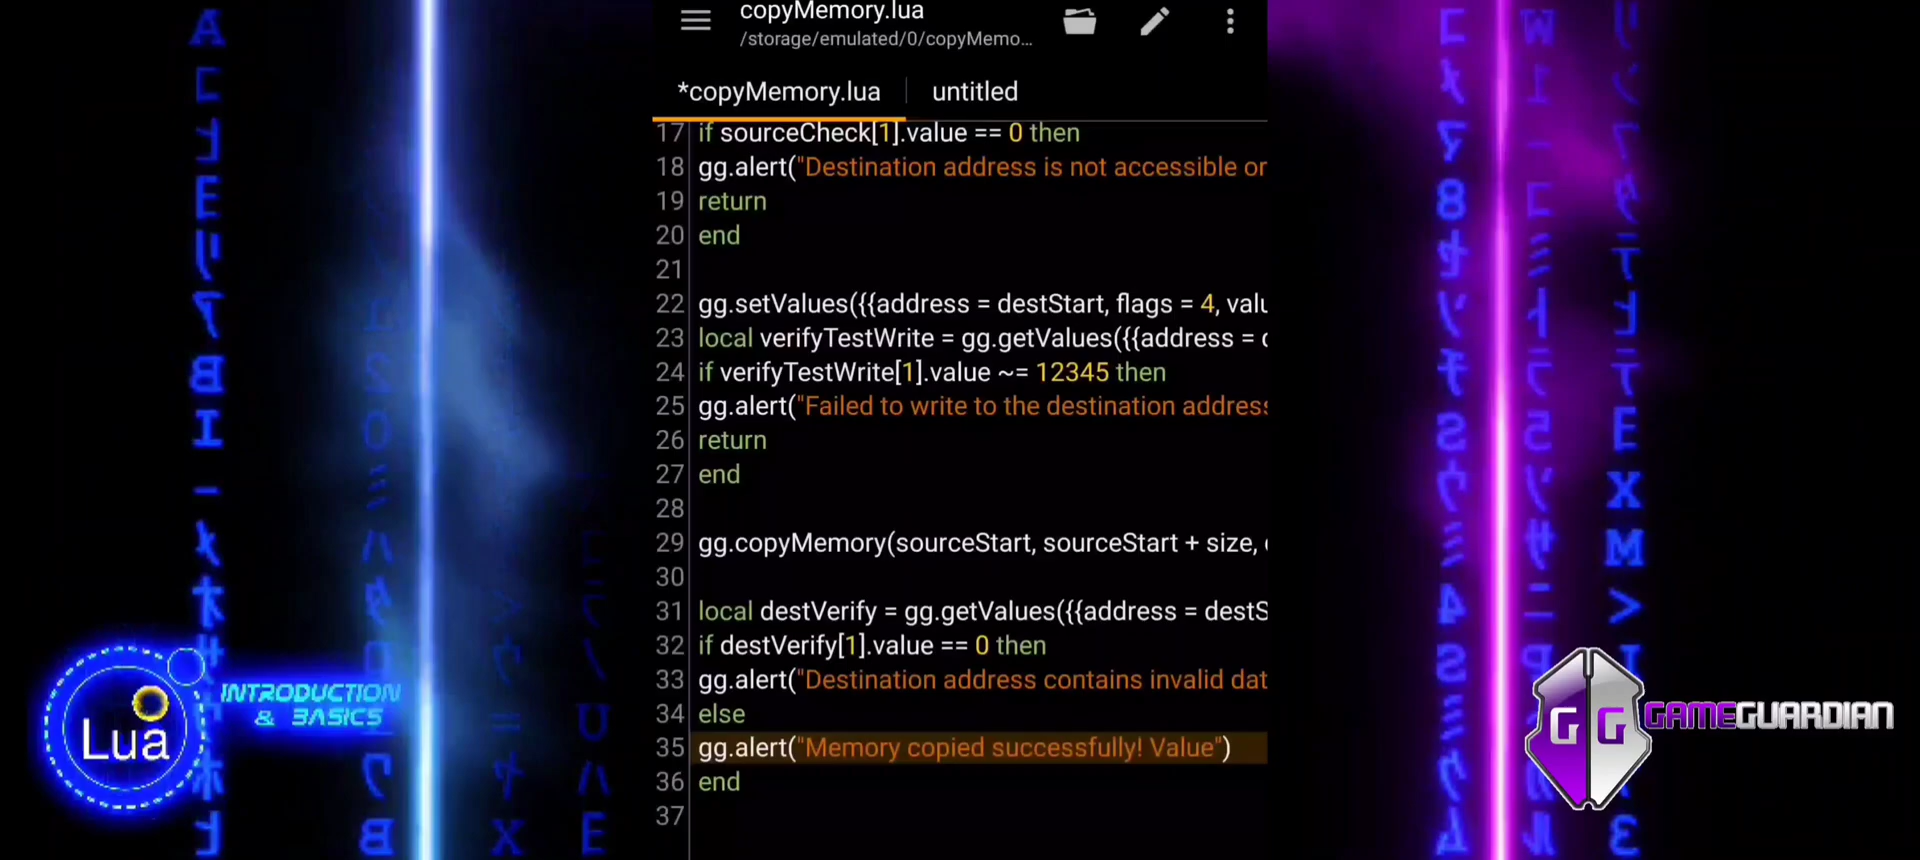 copyMemory.lua
/storage/emulated/0/copyMemo...
*copyMemory.lua
untitled
17 if sourceCheck[1].value == 0 then
18 gg.alert("Destination address is not accessible or
19 return
20 end
21
22 gg.setValues({{address = destStart, flags = 4, valu
23 local verifyTestWrite = gg.getValues({{address = d
24 if verifyTestWrite[1].value ~= 12345 then
25 gg.alert("Failed to write to the destination address
26 return
27 end
28
29 gg.copyMemory(sourceStart, sourceStart + size, d
30
31 local destVerify = gg.getValues({{address = destS
32 if destVerify[1].value == 0 then
33 gg.alert("Destination address contains invalid dat
34 else
35 gg.alert("Memory copied successfully! Value")
36 end
37
Lua
INTRODUCTION
& BASICS
GG
GAMEGUARDIAN